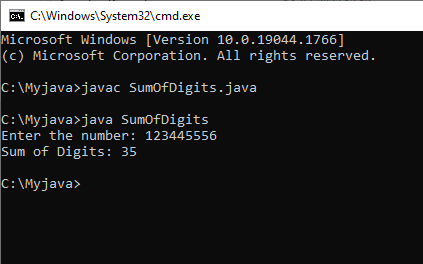 C:\Windows\System32\cmd.exe
Microsoft Windows [Version 10.0.19044.1766]
(c) Microsoft Corporation. All rights reserved.
C:\Myjava>javac SumOfDigits.java
C:\Myjava>java SumOfDigits
Enter the number: 123445556
Sum of Digits: 35
C:\Myjava>